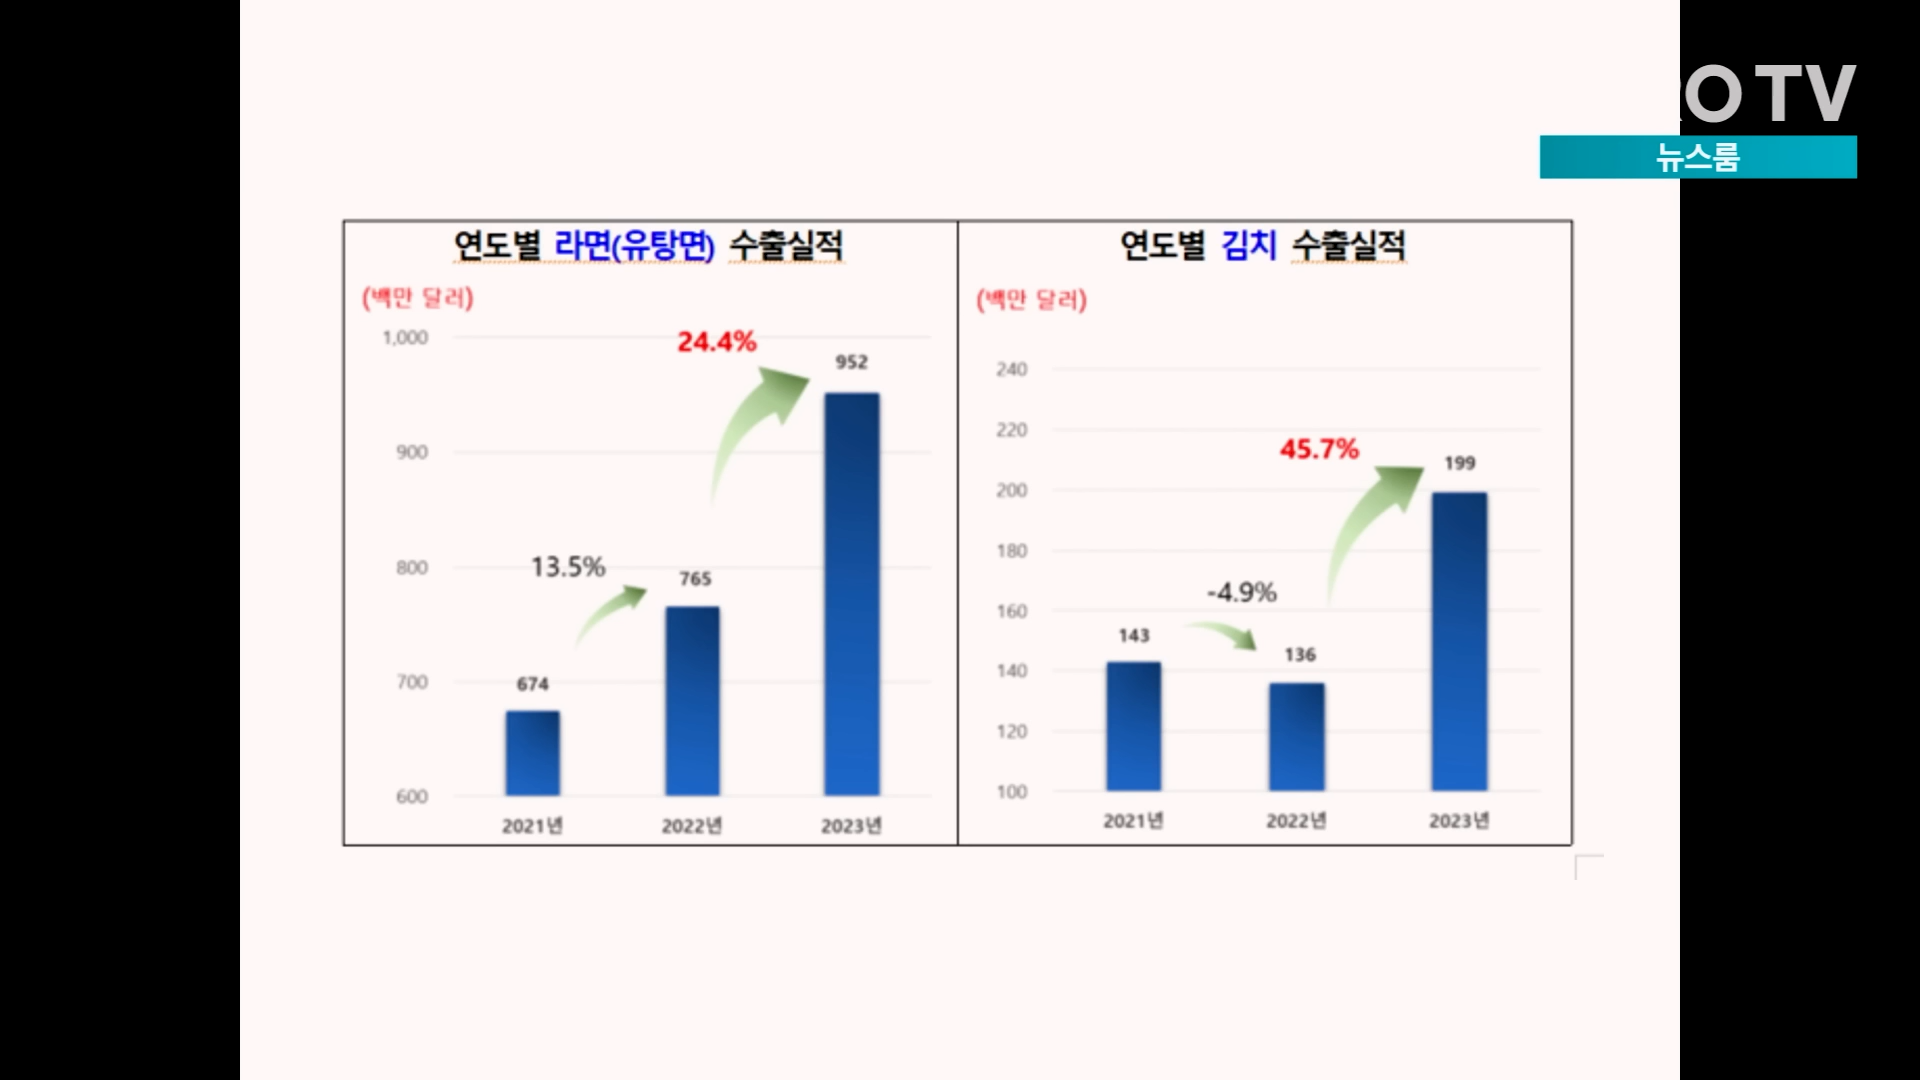 O TV
뉴스룸
연도별 라면(유탕면) 수출실적
(백만 달러)
1,000
900
800
700
600
24.4%
952
13.5%
765
674
2021년 2022년 2023년
연도별 김치 수출실적
(백만 달러)
240
220
200
180
160
140
120
100
45.7%
199
-4.9%
143
136
2021년 2022년 2023년